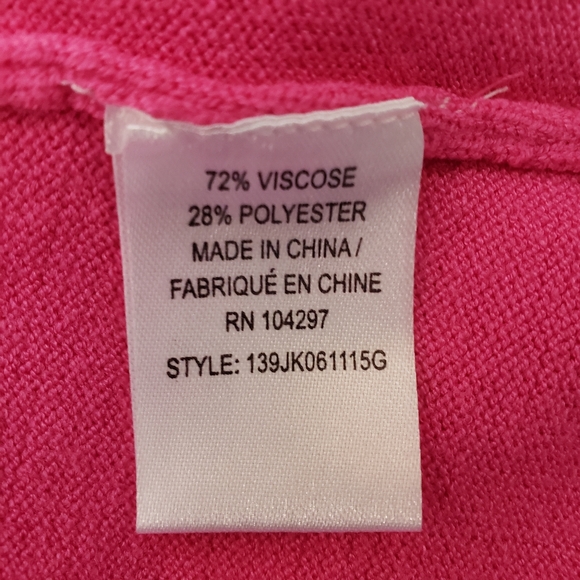 72% VISCOSE
28% POLYESTER
MADE IN CHINA /
FABRIQUÉ EN CHINE
RN 104297
STYLE: 139JK061115G